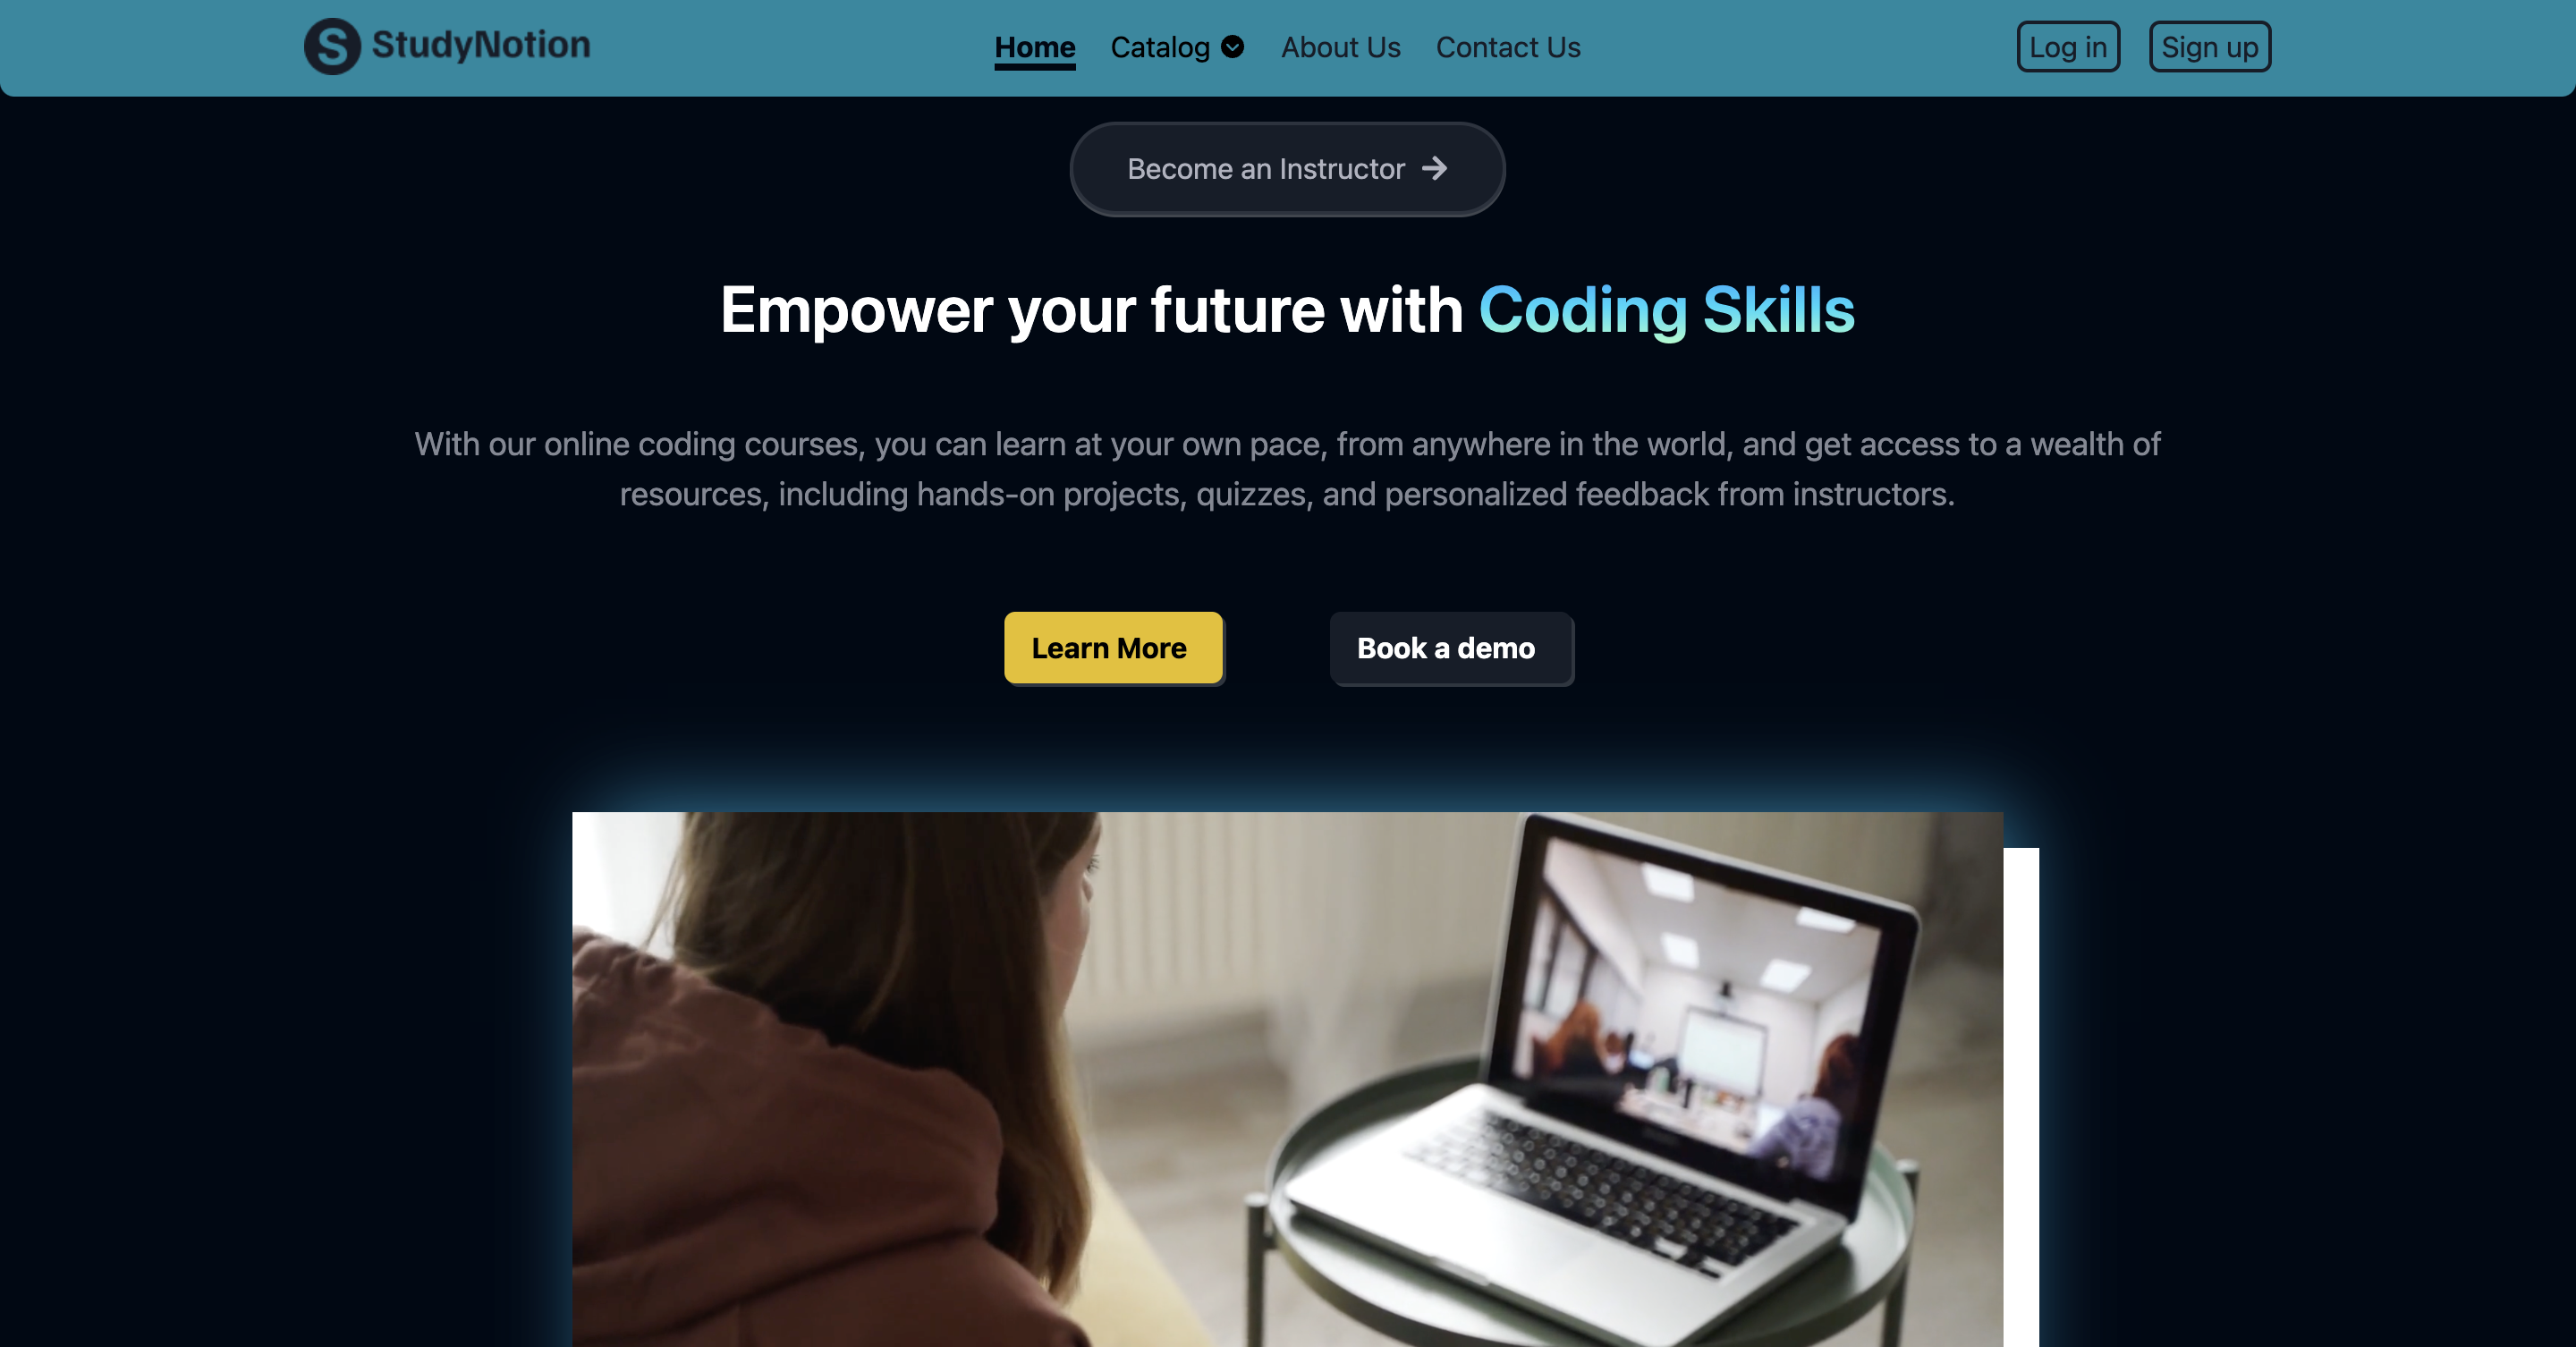 StudyNotion
Home Catalog About Us Contact Us
Log in Sign up
Become an Instructor
Empower your future with Coding Skills
With our online coding courses, you can learn at your own pace, from anywhere in the world, and get access to a wealth of
resources, including hands-on projects, quizzes, and personalized feedback from instructors.
Learn More
Book a demo